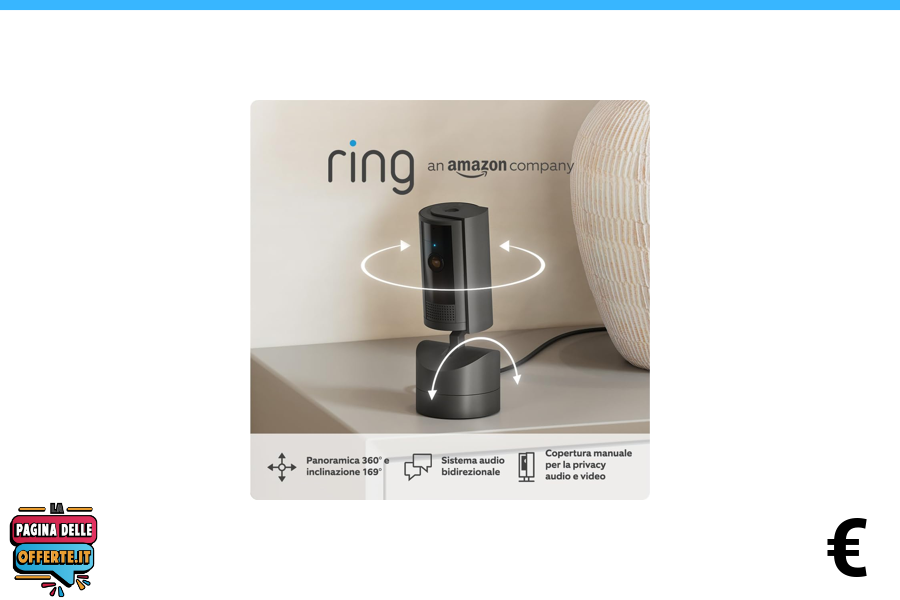 ring an amazon company
Panoramica 360° e
inclinazione 169°
Sistema audio
bidirezionale
Copertura manuale
per la privacy
audio e video
LA
PAGINA DELLE
OFFERTE.IT
€